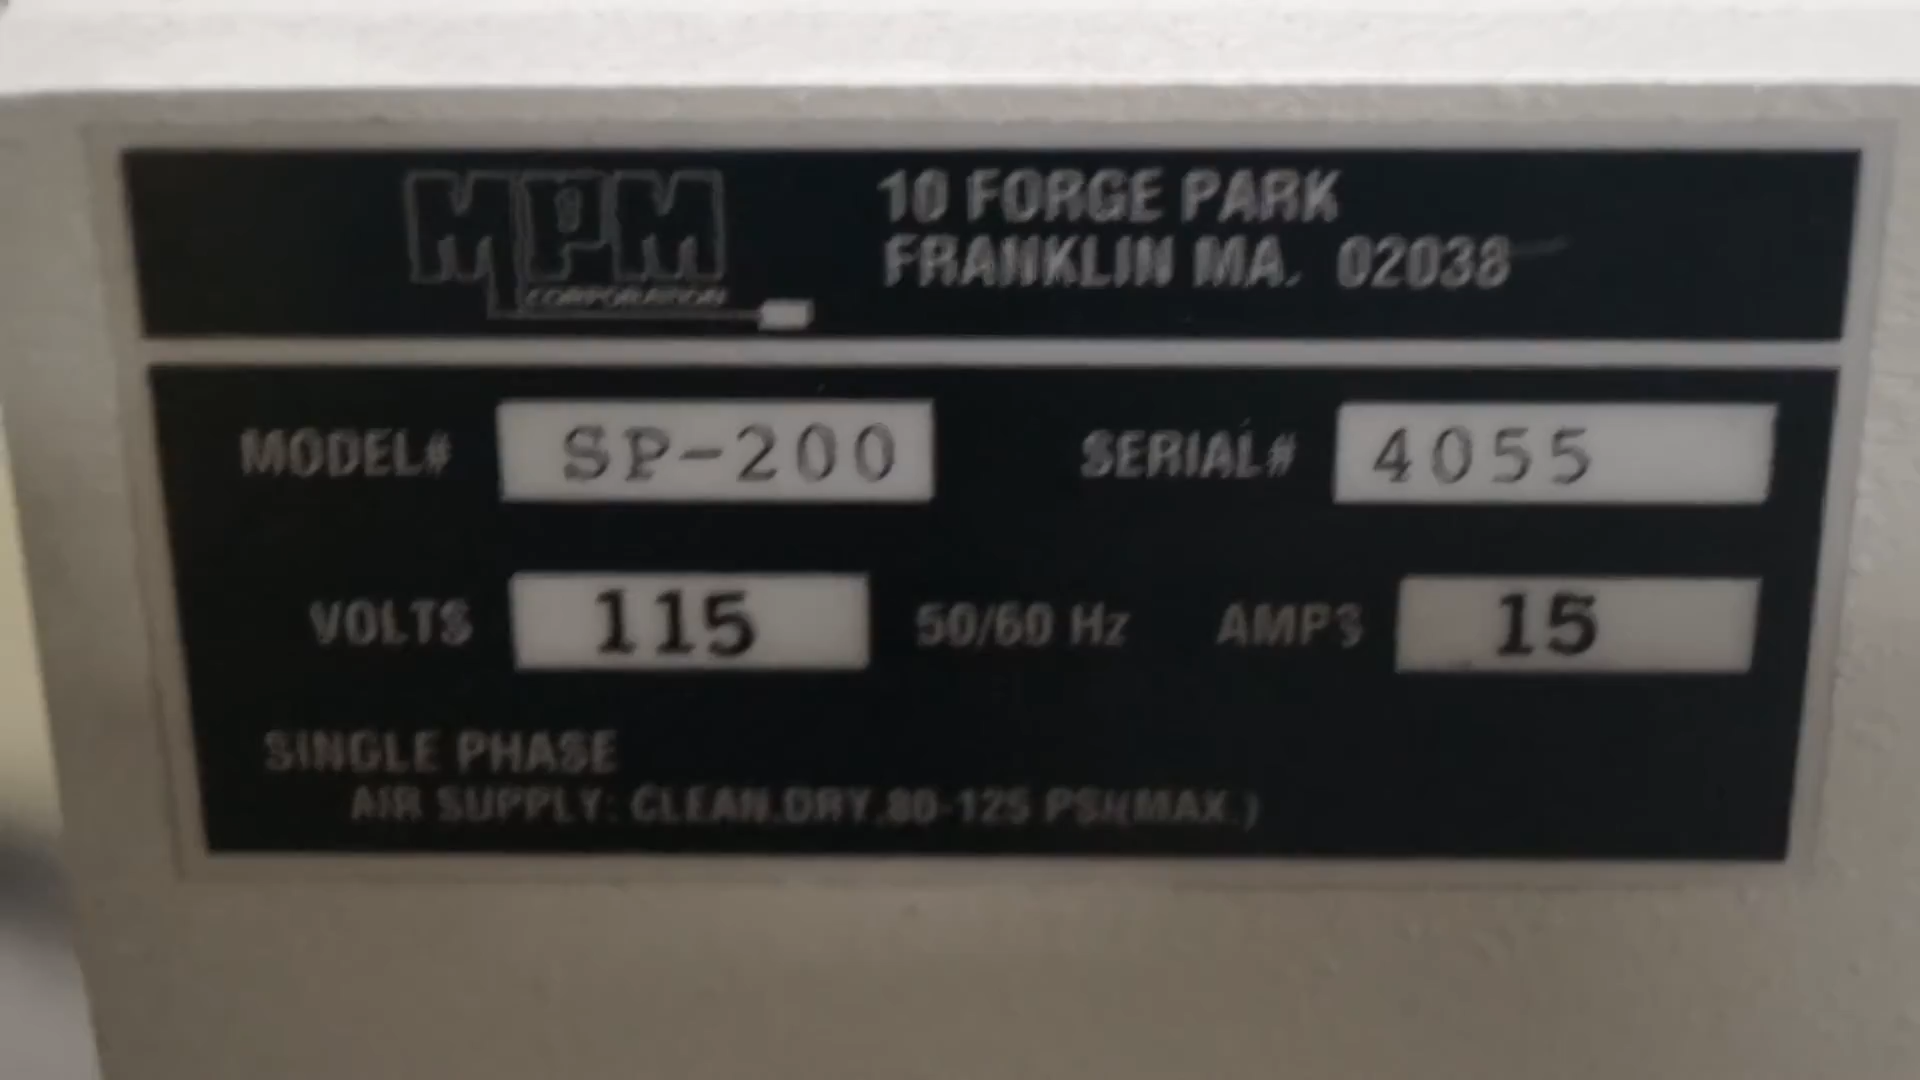 MPM
CORPORATION
10 FORGE PARK
FRANKLIN MA. 02038
MODEL# SP-200 SERIAL# 4055
VOLTS 115 50/60 Hz AMPS 15
SINGLE PHASE
AIR SUPPLY: CLEAN,DRY,80-125 PSI(MAX.)